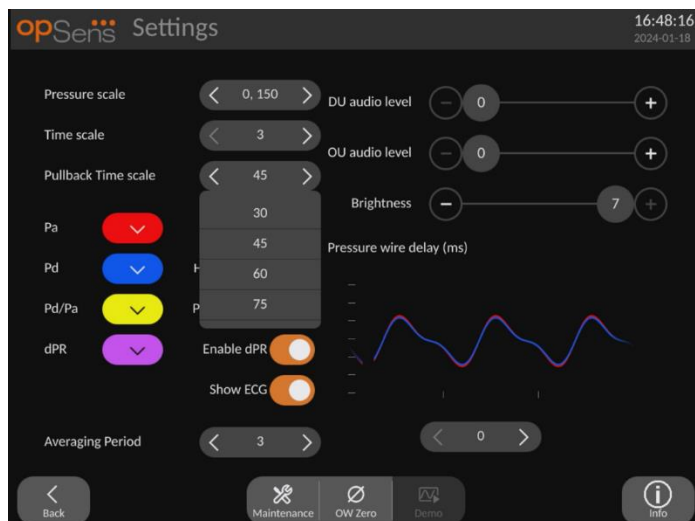 opSens Settings
16:48:16
2024-01-18
Pressure scale
0, 150
Time scale
3
Pullback Time scale
45
30
45
60
75
Pa
Pd
H
Pd/Pa
P
dPR
Enable dPR
Show ECG
Averaging Period
3
DU audio level
0
OU audio level
0
Brightness
7
Pressure wire delay (ms)
0
Back
Maintenance
OW Zero
Demo
Info